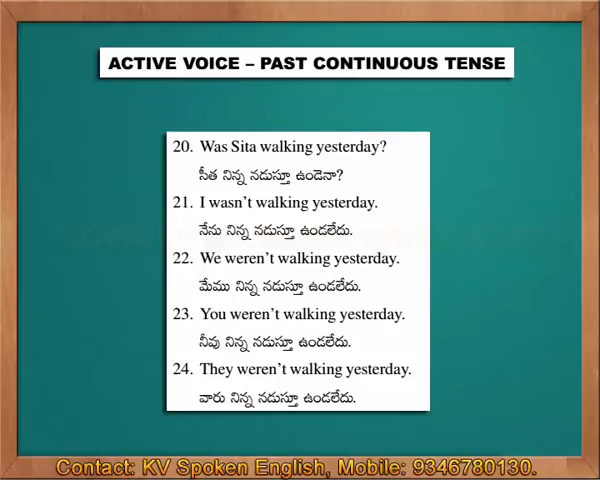 ACTIVE VOICE – PAST CONTINUOUS TENSE
20. Was Sita walking yesterday?
సీత నిన్న నడుస్తూ ఉండెనా?
21. I wasn't walking yesterday.
నేను నిన్న నడుస్తూ ఉండలేదు.
22. We weren't walking yesterday.
మేము నిన్న నడుస్తూ ఉండలేదు.
23. You weren't walking yesterday.
నీవు నిన్న నడుస్తూ ఉండలేదు.
24. They weren't walking yesterday.
వారు నిన్న నడుస్తూ ఉండలేదు.
Contact: KV Spoken English, Mobile: 9346780130.